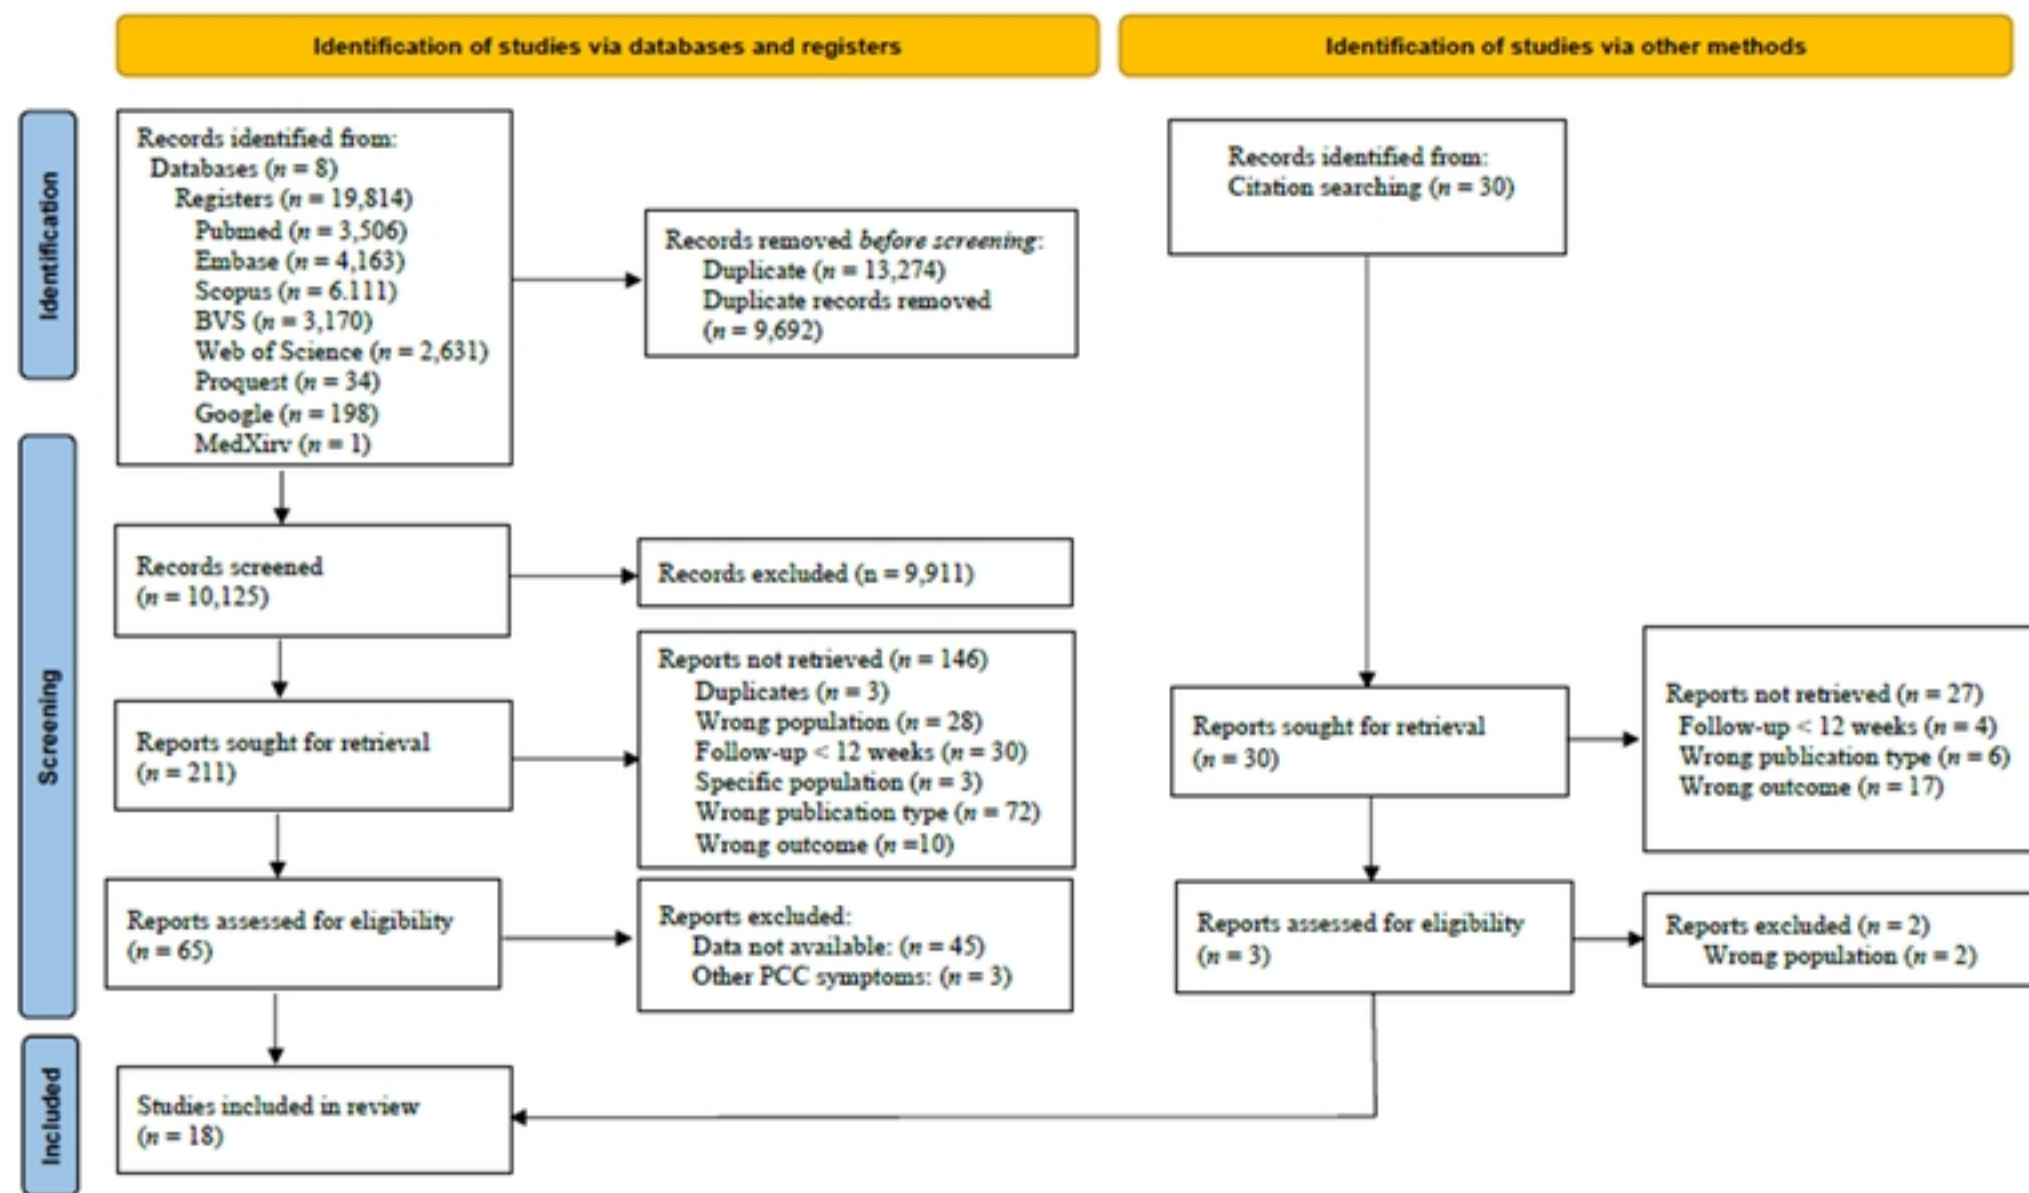 Identification of studies via databases and registers
Identification of studies via other methods
Identification
Records identified from:
Databases (n = 8)
Registers (n = 19,814)
Pubmed (n = 3,506)
Embase (n = 4,163)
Scopus (n = 6.111)
BVS (n = 3,170)
Web of Science (n = 2,631)
Proquest (n = 34)
Google (n = 198)
MedXirv (n = 1)
Records removed before screening:
Duplicate (n = 13,274)
Duplicate records removed
(n = 9,692)
Records identified from:
Citation searching (n = 30)
Screening
Records screened
(n = 10,125)
Records excluded (n = 9,911)
Reports sought for retrieval
(n = 211)
Reports not retrieved (n = 146)
Duplicates (n = 3)
Wrong population (n = 28)
Follow-up < 12 weeks (n = 30)
Specific population (n = 3)
Wrong publication type (n = 72)
Wrong outcome (n =10)
Reports sought for retrieval
(n = 30)
Reports not retrieved (n = 27)
Follow-up < 12 weeks (n = 4)
Wrong publication type (n = 6)
Wrong outcome (n = 17)
Reports assessed for eligibility
(n = 65)
Reports excluded:
Data not available: (n = 45)
Other PCC symptoms: (n = 3)
Reports assessed for eligibility
(n = 3)
Reports excluded (n = 2)
Wrong population (n = 2)
Included
Studies included in review
(n = 18)